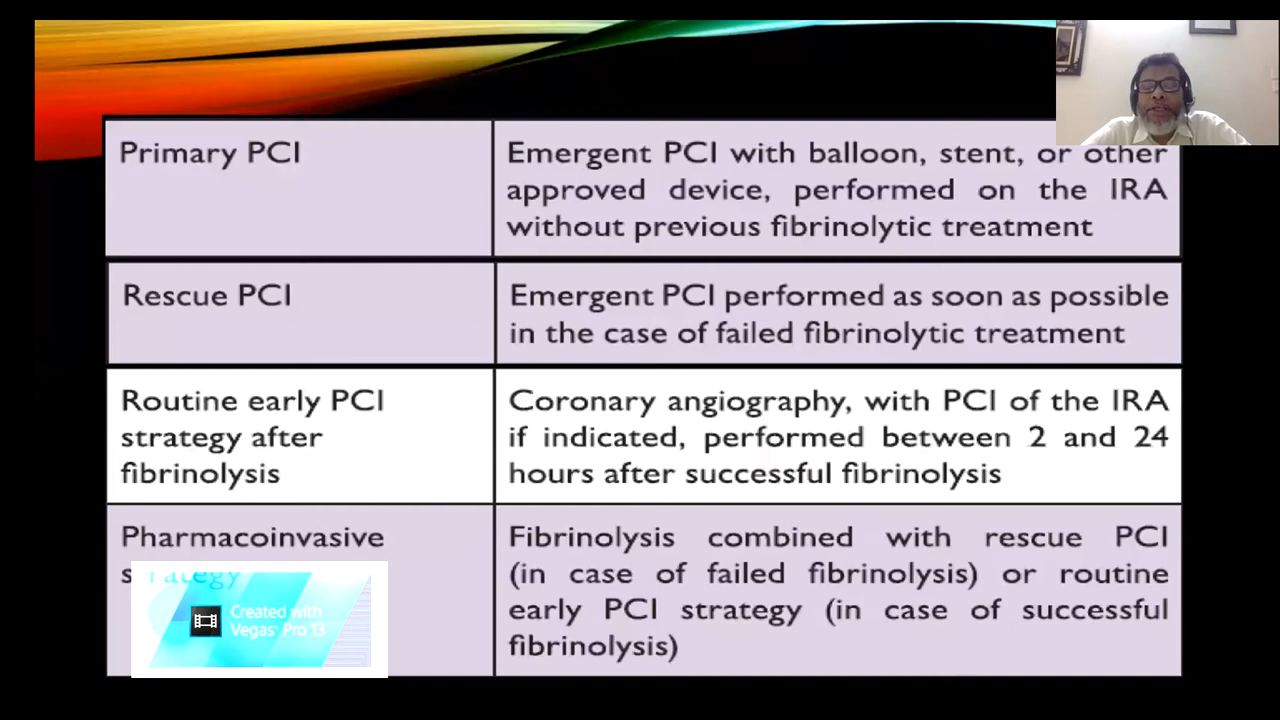 Primary PCI
Emergent PCI with balloon, stent, or other
approved device, performed on the IRA
without previous fibrinolytic treatment
Rescue PCI
Emergent PCI performed as soon as possible
in the case of failed fibrinolytic treatment
Routine early PCI
strategy after
fibrinolysis
Coronary angiography, with PCI of the IRA
if indicated, performed between 2 and 24
hours after successful fibrinolysis
Pharmacoinvasive
strategy
Fibrinolysis combined with rescue PCI
(in case of failed fibrinolysis) or routine
early PCI strategy (in case of successful
fibrinolysis)
Created with
Vegas Pro 13